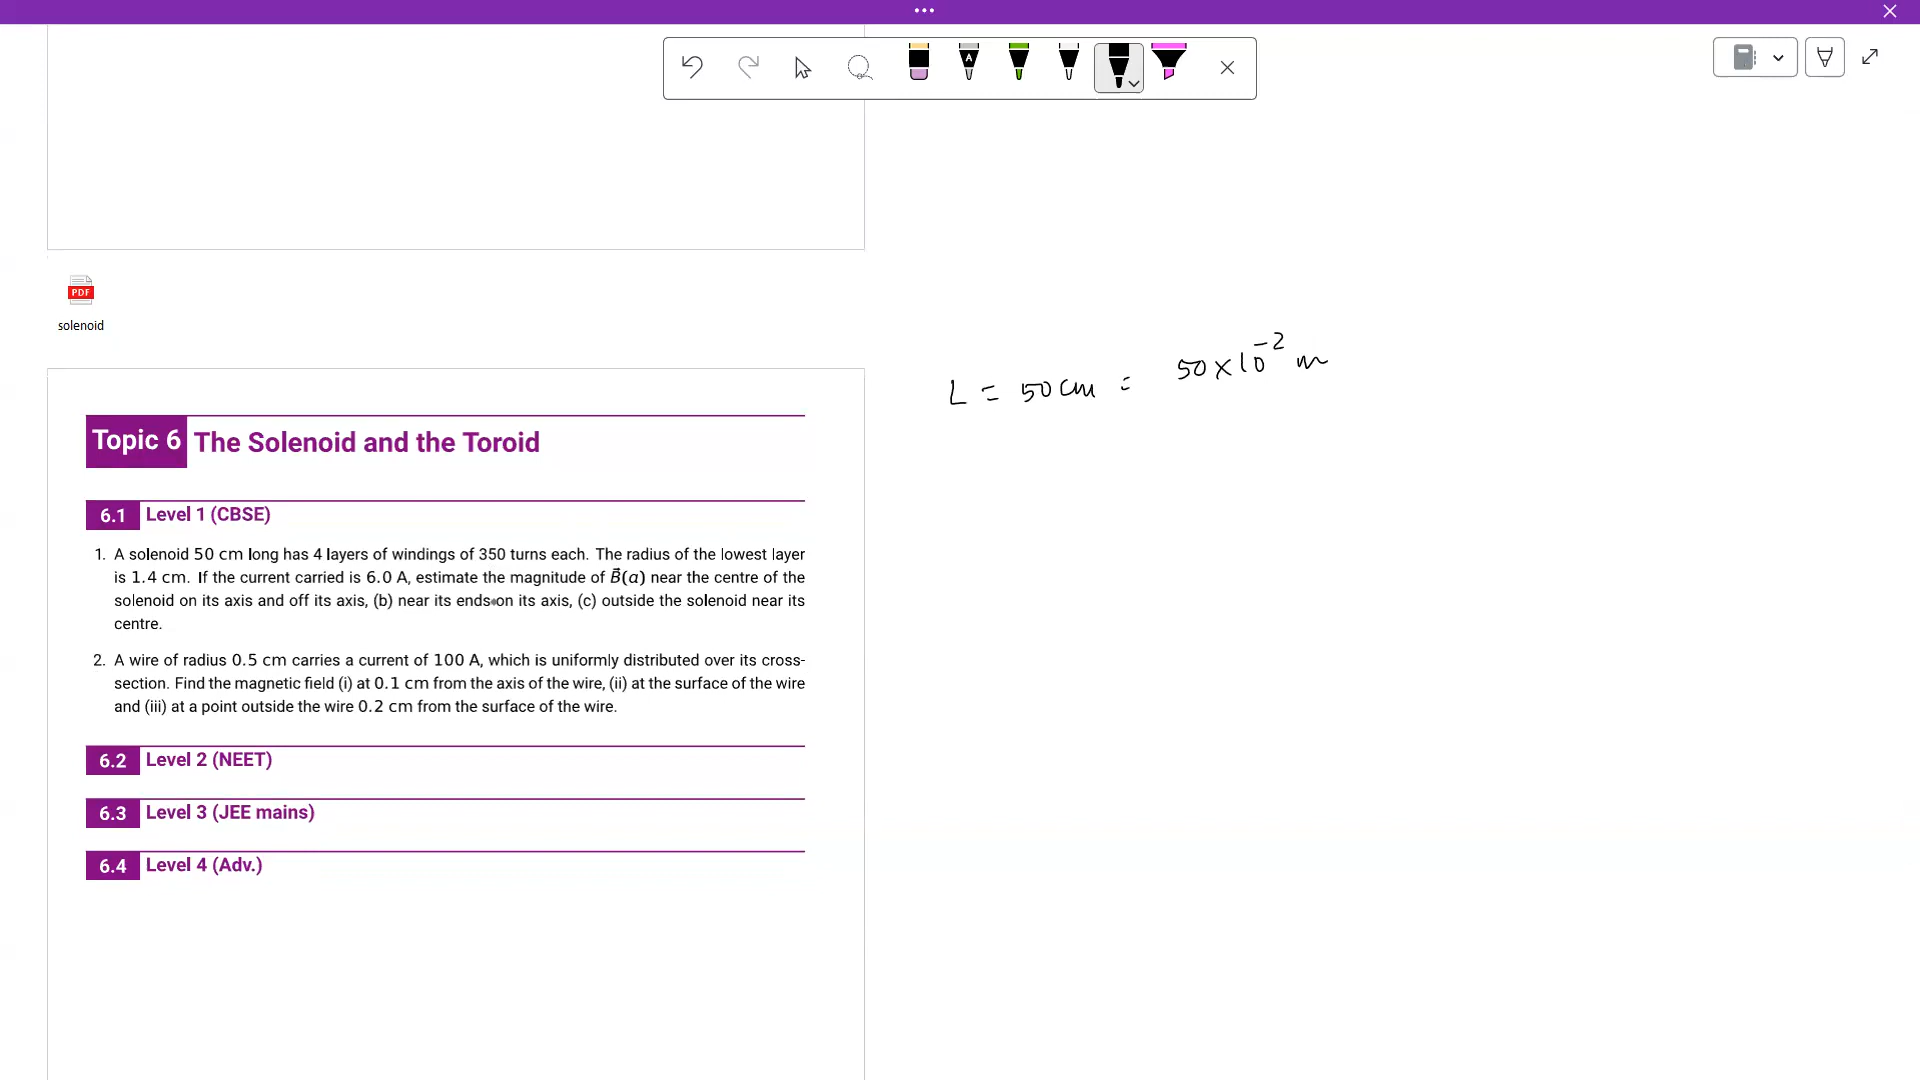 solenoid
L = 50 cm = 50 × 10⁻² m
Topic 6 The Solenoid and the Toroid
6.1 Level 1 (CBSE)
1. A solenoid 50 cm long has 4 layers of windings of 350 turns each. The radius of the lowest layer
is 1.4 cm. If the current carried is 6.0 A, estimate the magnitude of B⃗(a) near the centre of the
solenoid on its axis and off its axis, (b) near its ends on its axis, (c) outside the solenoid near its
centre.
2. A wire of radius 0.5 cm carries a current of 100 A, which is uniformly distributed over its cross-
section. Find the magnetic field (i) at 0.1 cm from the axis of the wire, (ii) at the surface of the wire
and (iii) at a point outside the wire 0.2 cm from the surface of the wire.
6.2 Level 2 (NEET)
6.3 Level 3 (JEE mains)
6.4 Level 4 (Adv.)